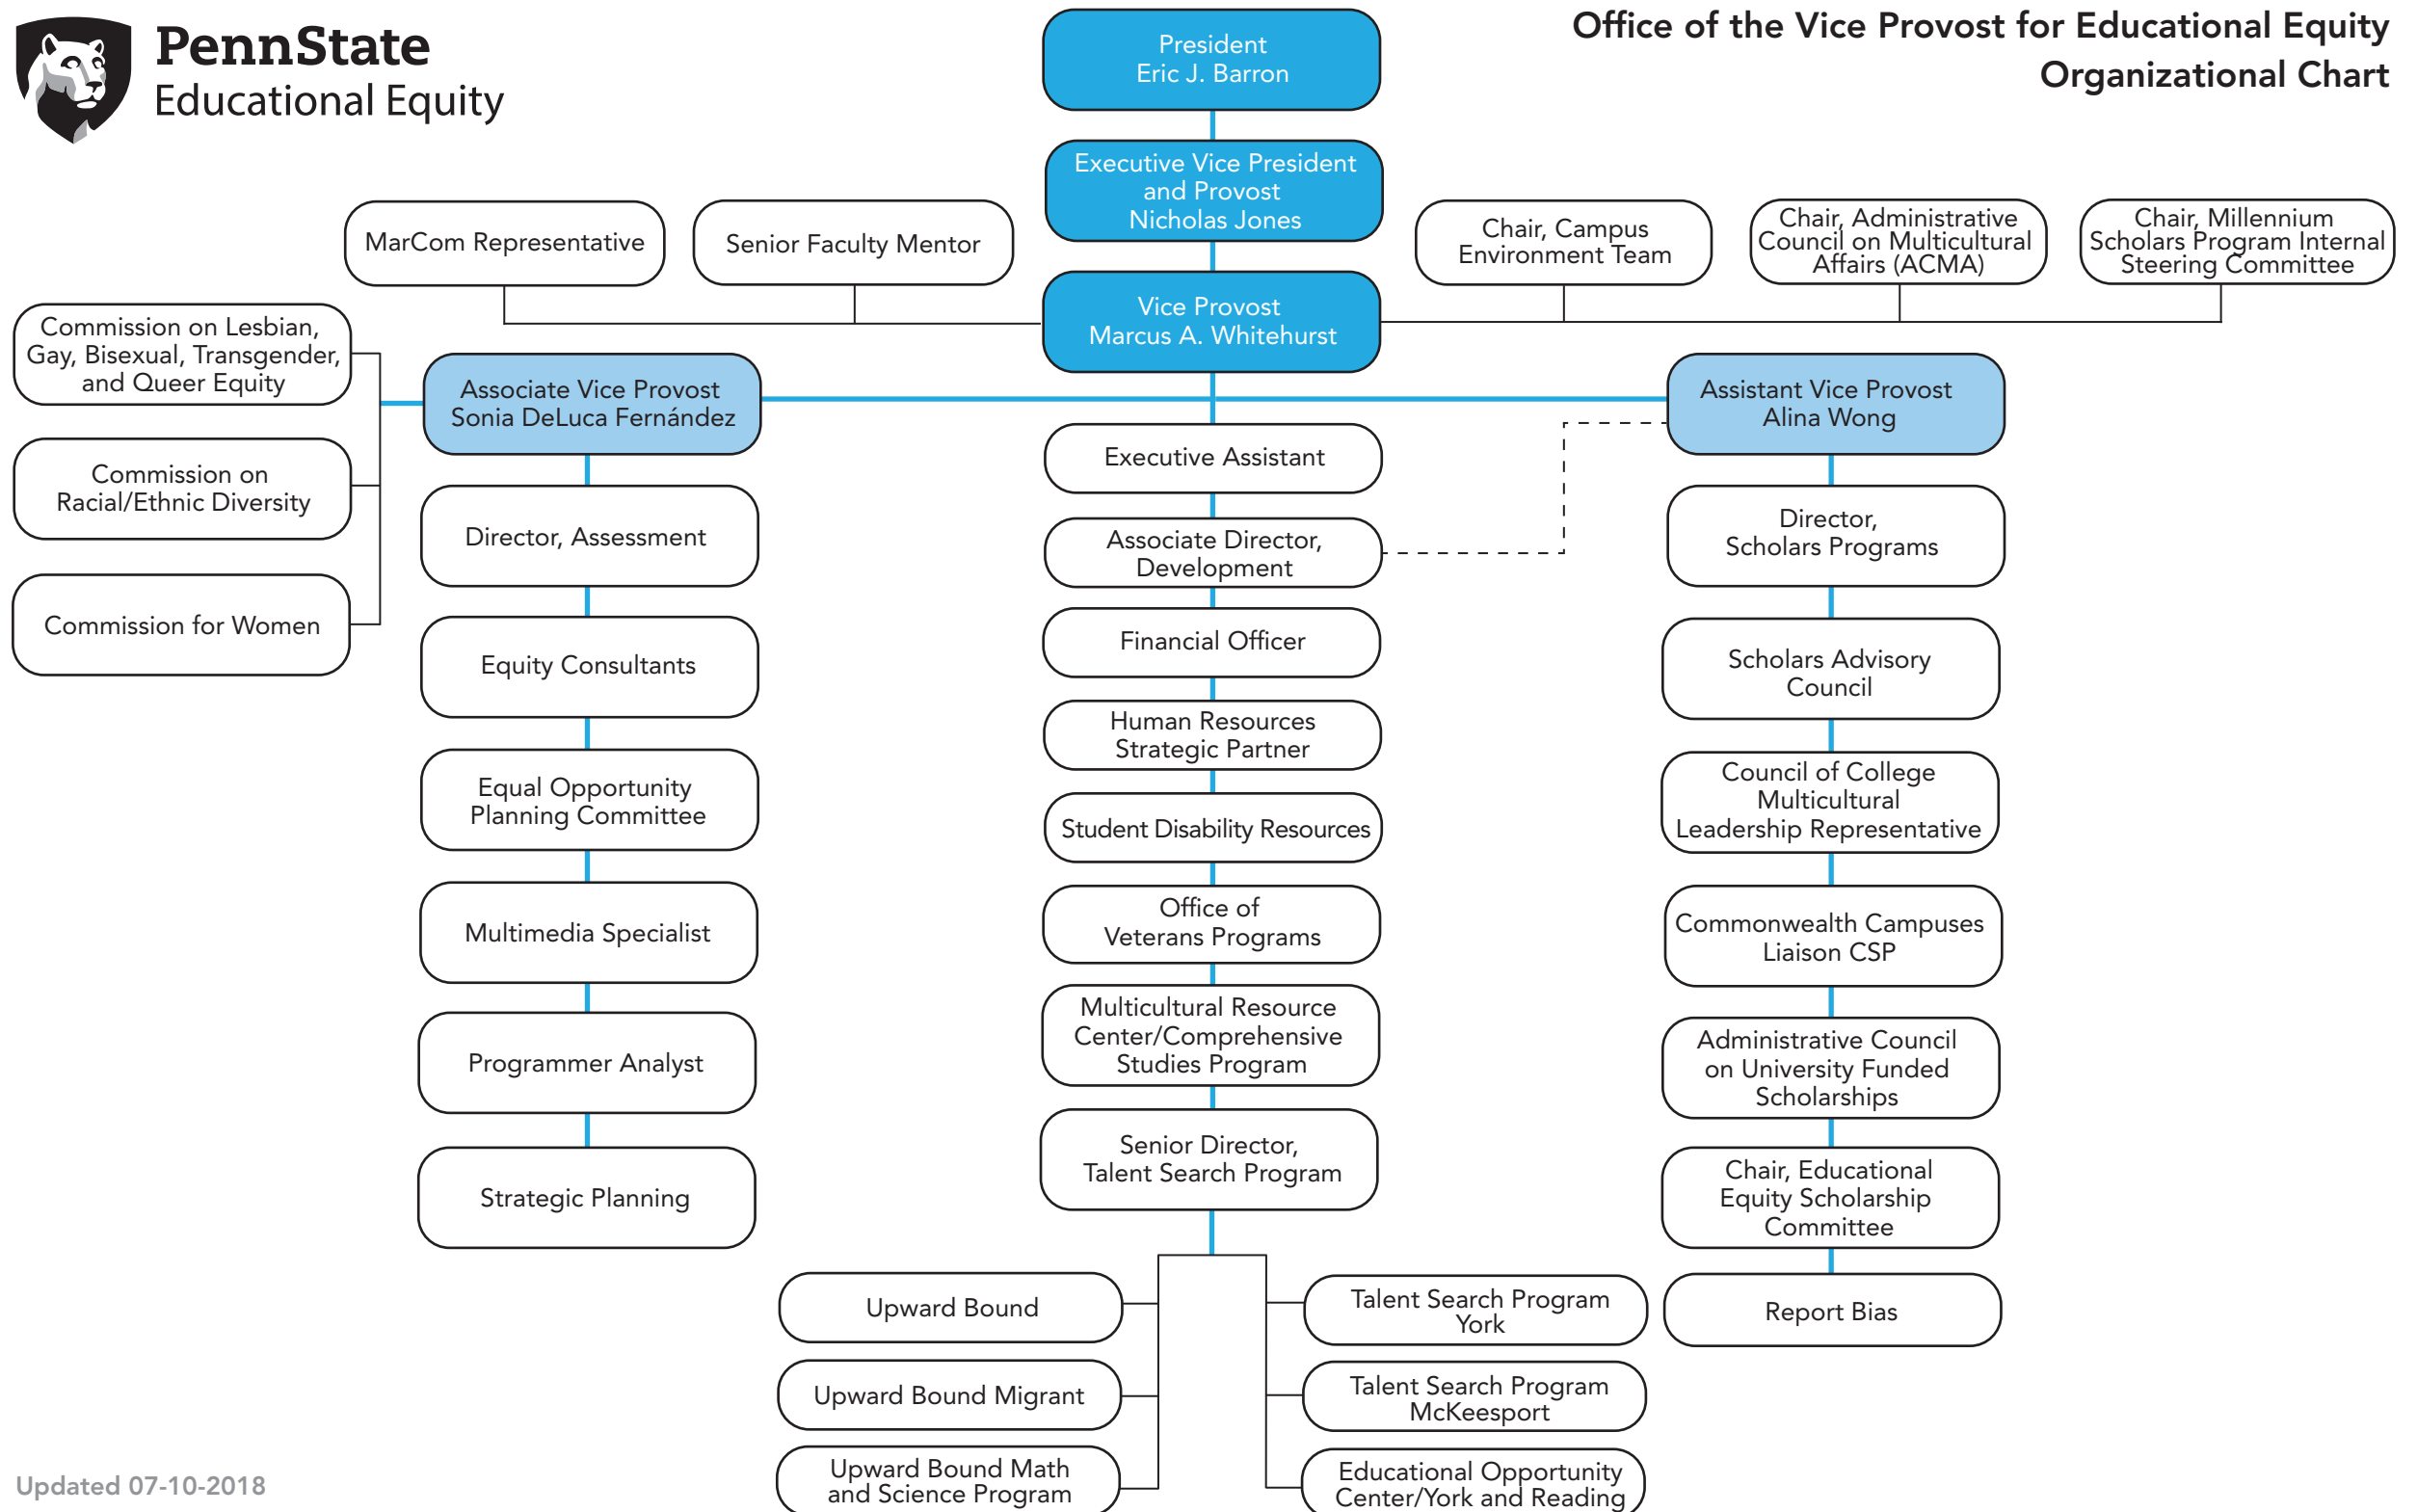 PennState
Educational Equity
Office of the Vice Provost for Educational Equity
Organizational Chart
President
Eric J. Barron
Executive Vice President
and Provost
Nicholas Jones
MarCom Representative
Senior Faculty Mentor
Vice Provost
Marcus A. Whitehurst
Chair, Campus
Environment Team
Chair, Administrative
Council on Multicultural
Affairs (ACMA)
Chair, Millennium
Scholars Program Internal
Steering Committee
Commission on Lesbian,
Gay, Bisexual, Transgender,
and Queer Equity
Commission on
Racial/Ethnic Diversity
Commission for Women
Associate Vice Provost
Sonia DeLuca Fernández
Director, Assessment
Equity Consultants
Equal Opportunity
Planning Committee
Multimedia Specialist
Programmer Analyst
Strategic Planning
Executive Assistant
Associate Director,
Development
Financial Officer
Human Resources
Strategic Partner
Student Disability Resources
Office of
Veterans Programs
Multicultural Resource
Center/Comprehensive
Studies Program
Senior Director,
Talent Search Program
Upward Bound
Upward Bound Migrant
Upward Bound Math
and Science Program
Talent Search Program
York
Talent Search Program
McKeesport
Educational Opportunity
Center/York and Reading
Assistant Vice Provost
Alina Wong
Director,
Scholars Programs
Scholars Advisory
Council
Council of College
Multicultural
Leadership Representative
Commonwealth Campuses
Liaison CSP
Administrative Council
on University Funded
Scholarships
Chair, Educational
Equity Scholarship
Committee
Report Bias
Updated 07-10-2018